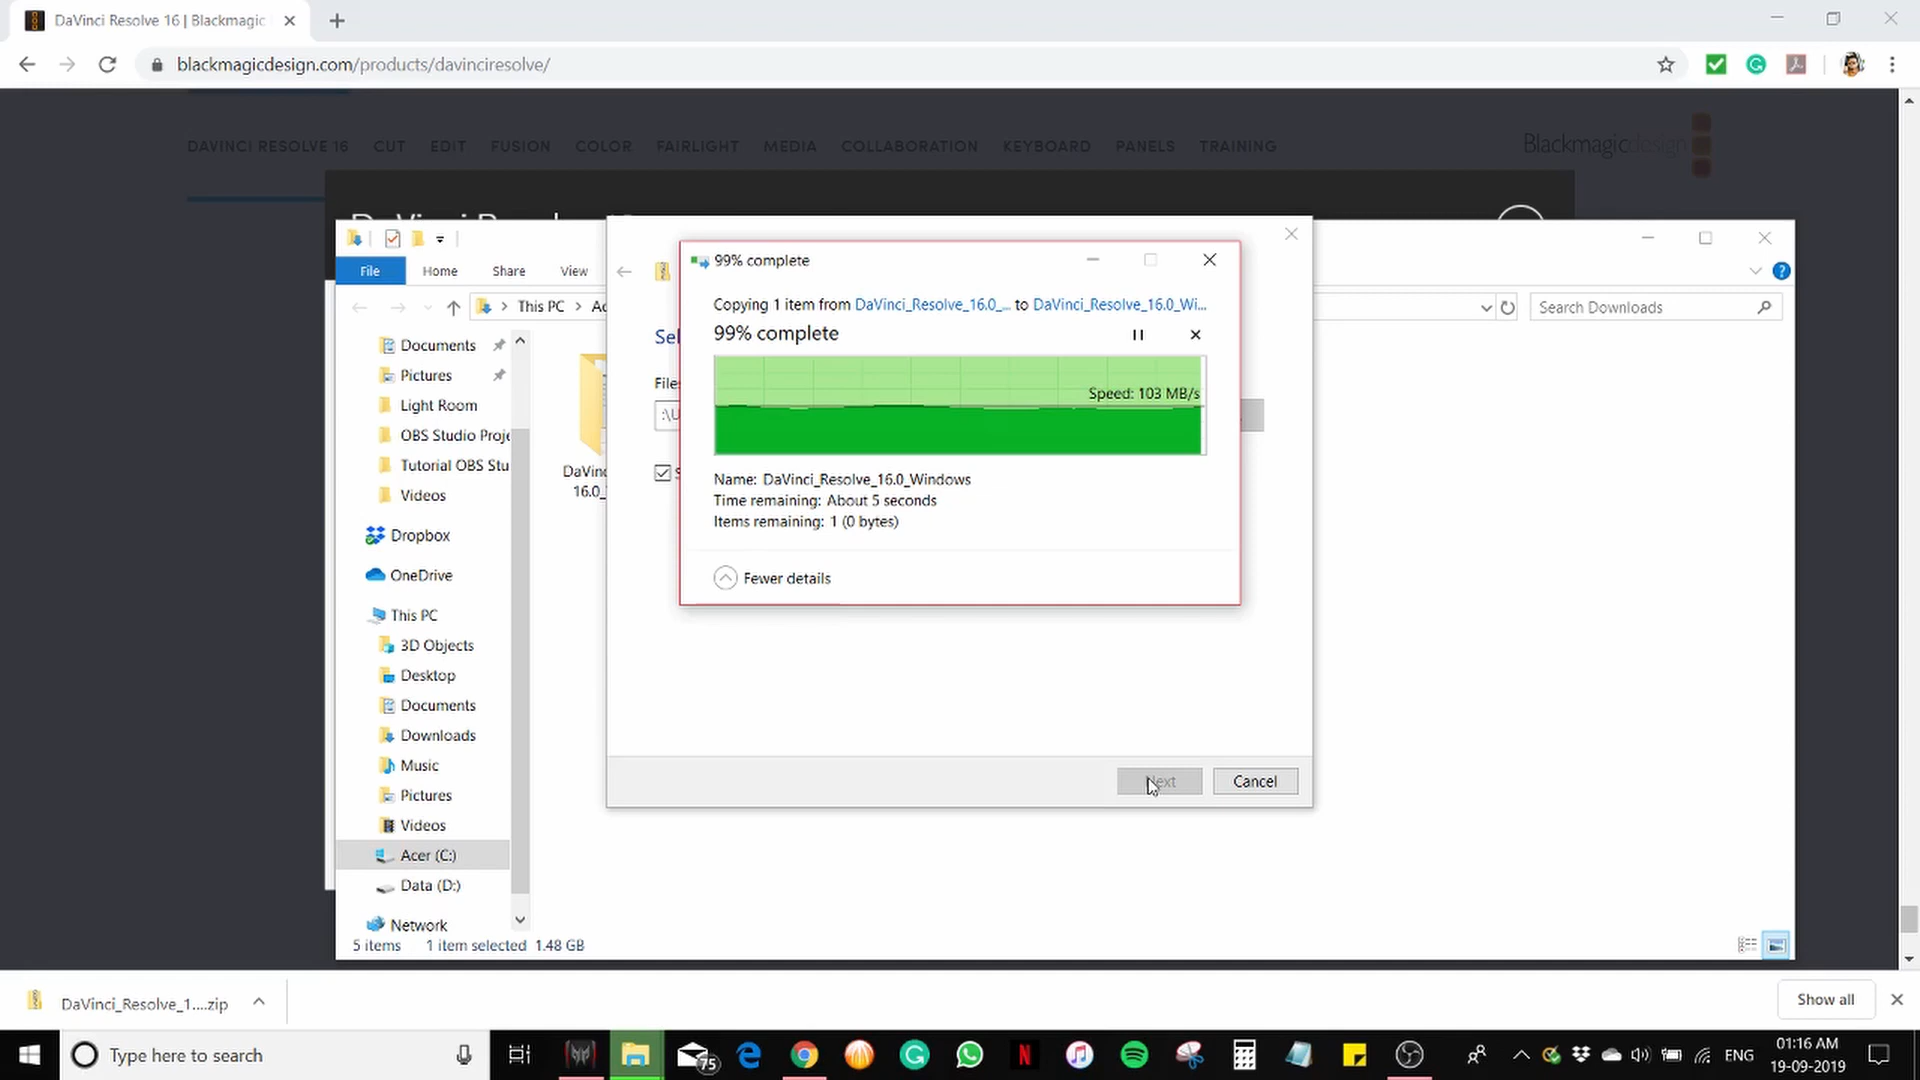 DaVinci Resolve 16 | Blackmagic
blackmagicdesign.com/products/davinciresolve/
DAVINCI RESOLVE 16 CUT EDIT FUSION COLOR FAIRLIGHT MEDIA COLLABORATION KEYBOARD PANELS TRAINING
Blackmagicdesign
DaVinci Resolve
File Home Share View
99% complete
This PC
Search Downloads
Copying 1 item from DaVinci_Resolve_16.0_... to DaVinci_Resolve_16.0_Wi...
99% complete
Speed: 103 MB/s
Name: DaVinci_Resolve_16.0_Windows
Time remaining: About 5 seconds
Items remaining: 1 (0 bytes)
Fewer details
Next Cancel
Documents
Pictures
Light Room
OBS Studio Proje
Tutorial OBS Stu
Videos
Dropbox
OneDrive
This PC
3D Objects
Desktop
Documents
Downloads
Music
Pictures
Videos
Acer (C:)
Data (D:)
Network
5 items 1 item selected 1.48 GB
DaVinci_Resolve_1....zip
Show all
Type here to search
75
ENG
01:16 AM
19-09-2019